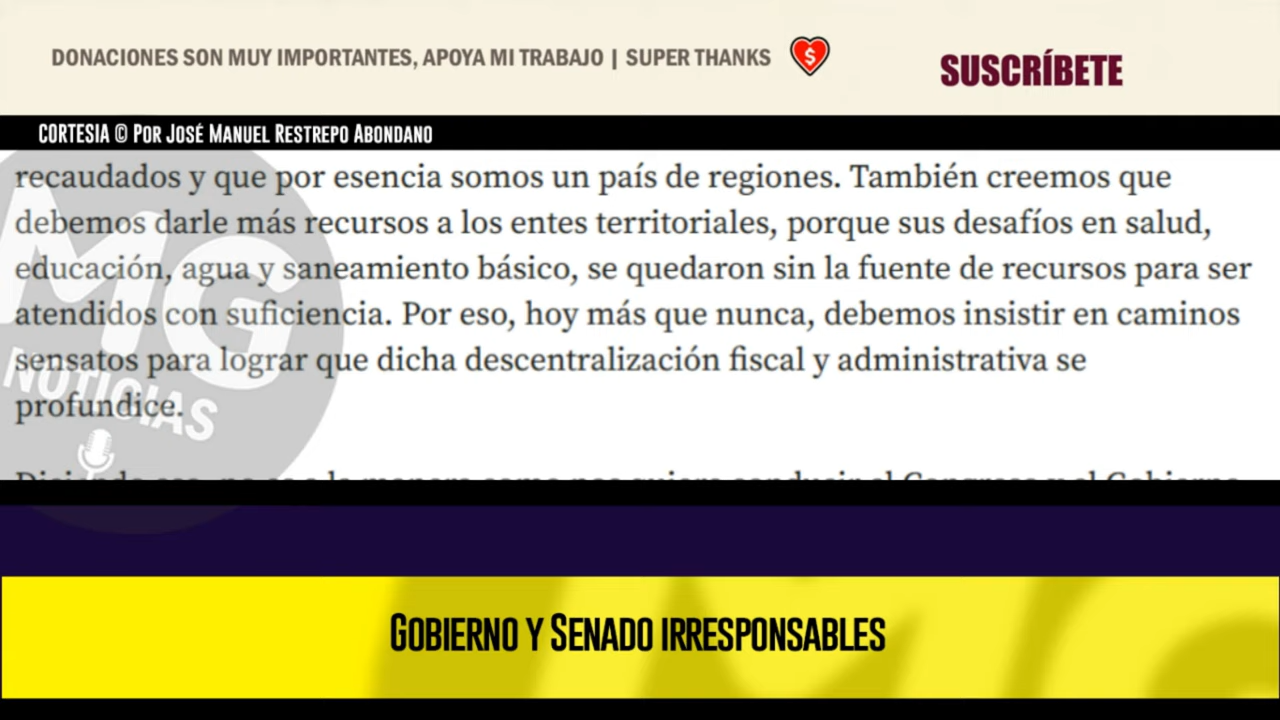 DONACIONES SON MUY IMPORTANTES, APOYA MI TRABAJO | SUPER THANKS
$
SUSCRÍBETE
CORTESIA © POR JOSÉ MANUEL RESTREPO ABONDANO
recaudados y que por esencia somos un país de regiones. También creemos que
debemos darle más recursos a los entes territoriales, porque sus desafíos en salud,
educación, agua y saneamiento básico, se quedaron sin la fuente de recursos para ser
atendidos con suficiencia. Por eso, hoy más que nunca, debemos insistir en caminos
sensatos para lograr que dicha descentralización fiscal y administrativa se
profundice.
MG
NOTICIAS
GOBIERNO Y SENADO IRRESPONSABLES